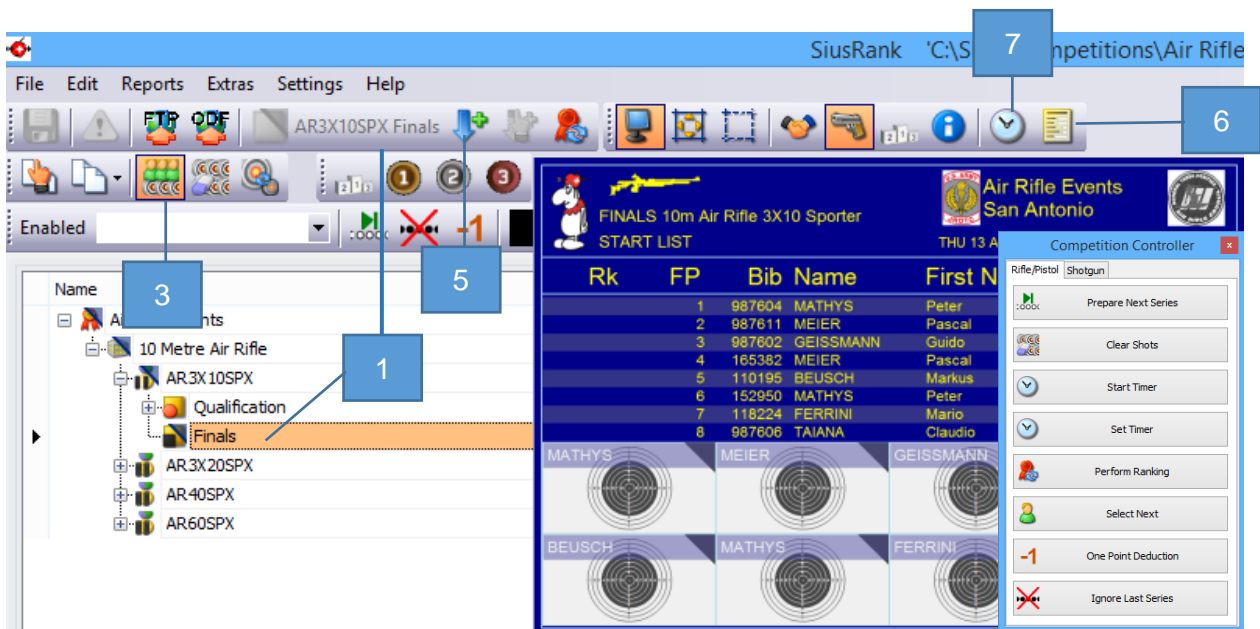 7
SiusRank 'C:\S mpetitions\Air Rifle
File Edit Reports Extras Settings Help
6
FTP ODF AR3X10SPX Finals
1 2 3
Enabled -1
3
5
1
Name
Ai nts
10 Metre Air Rifle
AR3X10SPX
Qualification
Finals
AR3X20SPX
AR40SPX
AR60SPX
FINALS 10m Air Rifle 3X10 Sporter
START LIST
Air Rifle Events
San Antonio
THU 13 A
Rk FP Bib Name First N
1 987604 MATHYS Peter
2 987611 MEIER Pascal
3 987602 GEISSMANN Guido
4 165382 MEIER Pascal
5 110195 BEUSCH Markus
6 152950 MATHYS Peter
7 118224 FERRINI Mario
8 987606 TAIANA Claudio
MATHYS MEIER GEISSMANN
BEUSCH MATHYS FERRINI
Competition Controller x
Rifle/Pistol Shotgun
Prepare Next Series
Clear Shots
Start Timer
Set Timer
Perform Ranking
Select Next
-1 One Point Deduction
Ignore Last Series